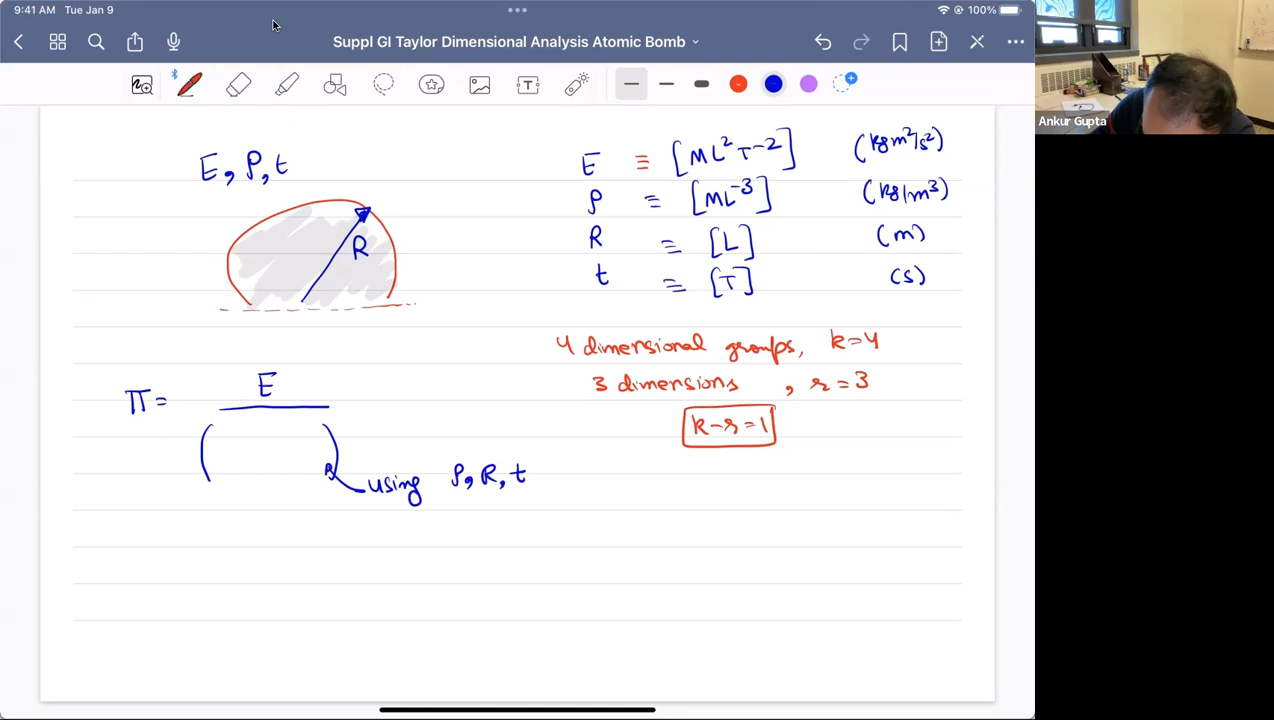 9:41 AM Tue Jan 9
100%
Suppl GI Taylor Dimensional Analysis Atomic Bomb
Ankur Gupta
E, ρ, t
R
E ≡ [ML² T⁻²] (kg m²/s²)
ρ ≡ [ML⁻³] (kg/m³)
R ≡ [L] (m)
t ≡ [T] (s)
4 dimensional groups, k=4
3 dimensions , r=3
k-r=1
Π = E
( )
using ρ, R, t